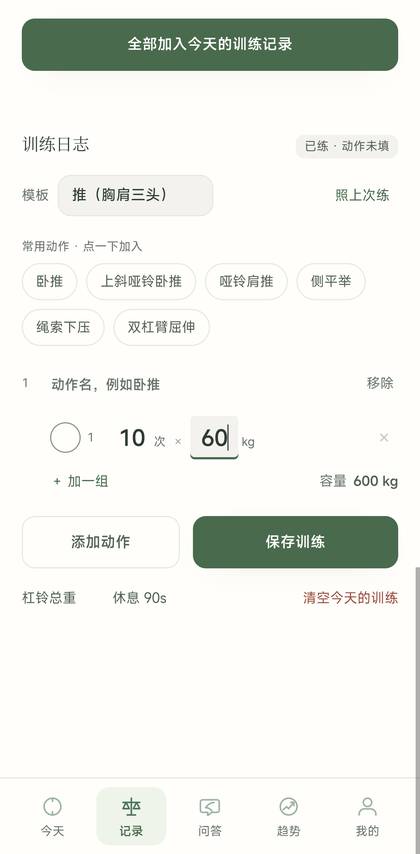 全部加入今天的训练记录
训练日志 已练 · 动作未填
模板 推（胸肩三头） 照上次练
常用动作 · 点一下加入
卧推 上斜哑铃卧推 哑铃肩推 侧平举
绳索下压 双杠臂屈伸
1 动作名，例如卧推 移除
1 10 次 × 60 kg ×
+ 加一组 容量 600 kg
添加动作 保存训练
杠铃总重 休息 90s 清空今天的训练
今天 记录 问答 趋势 我的